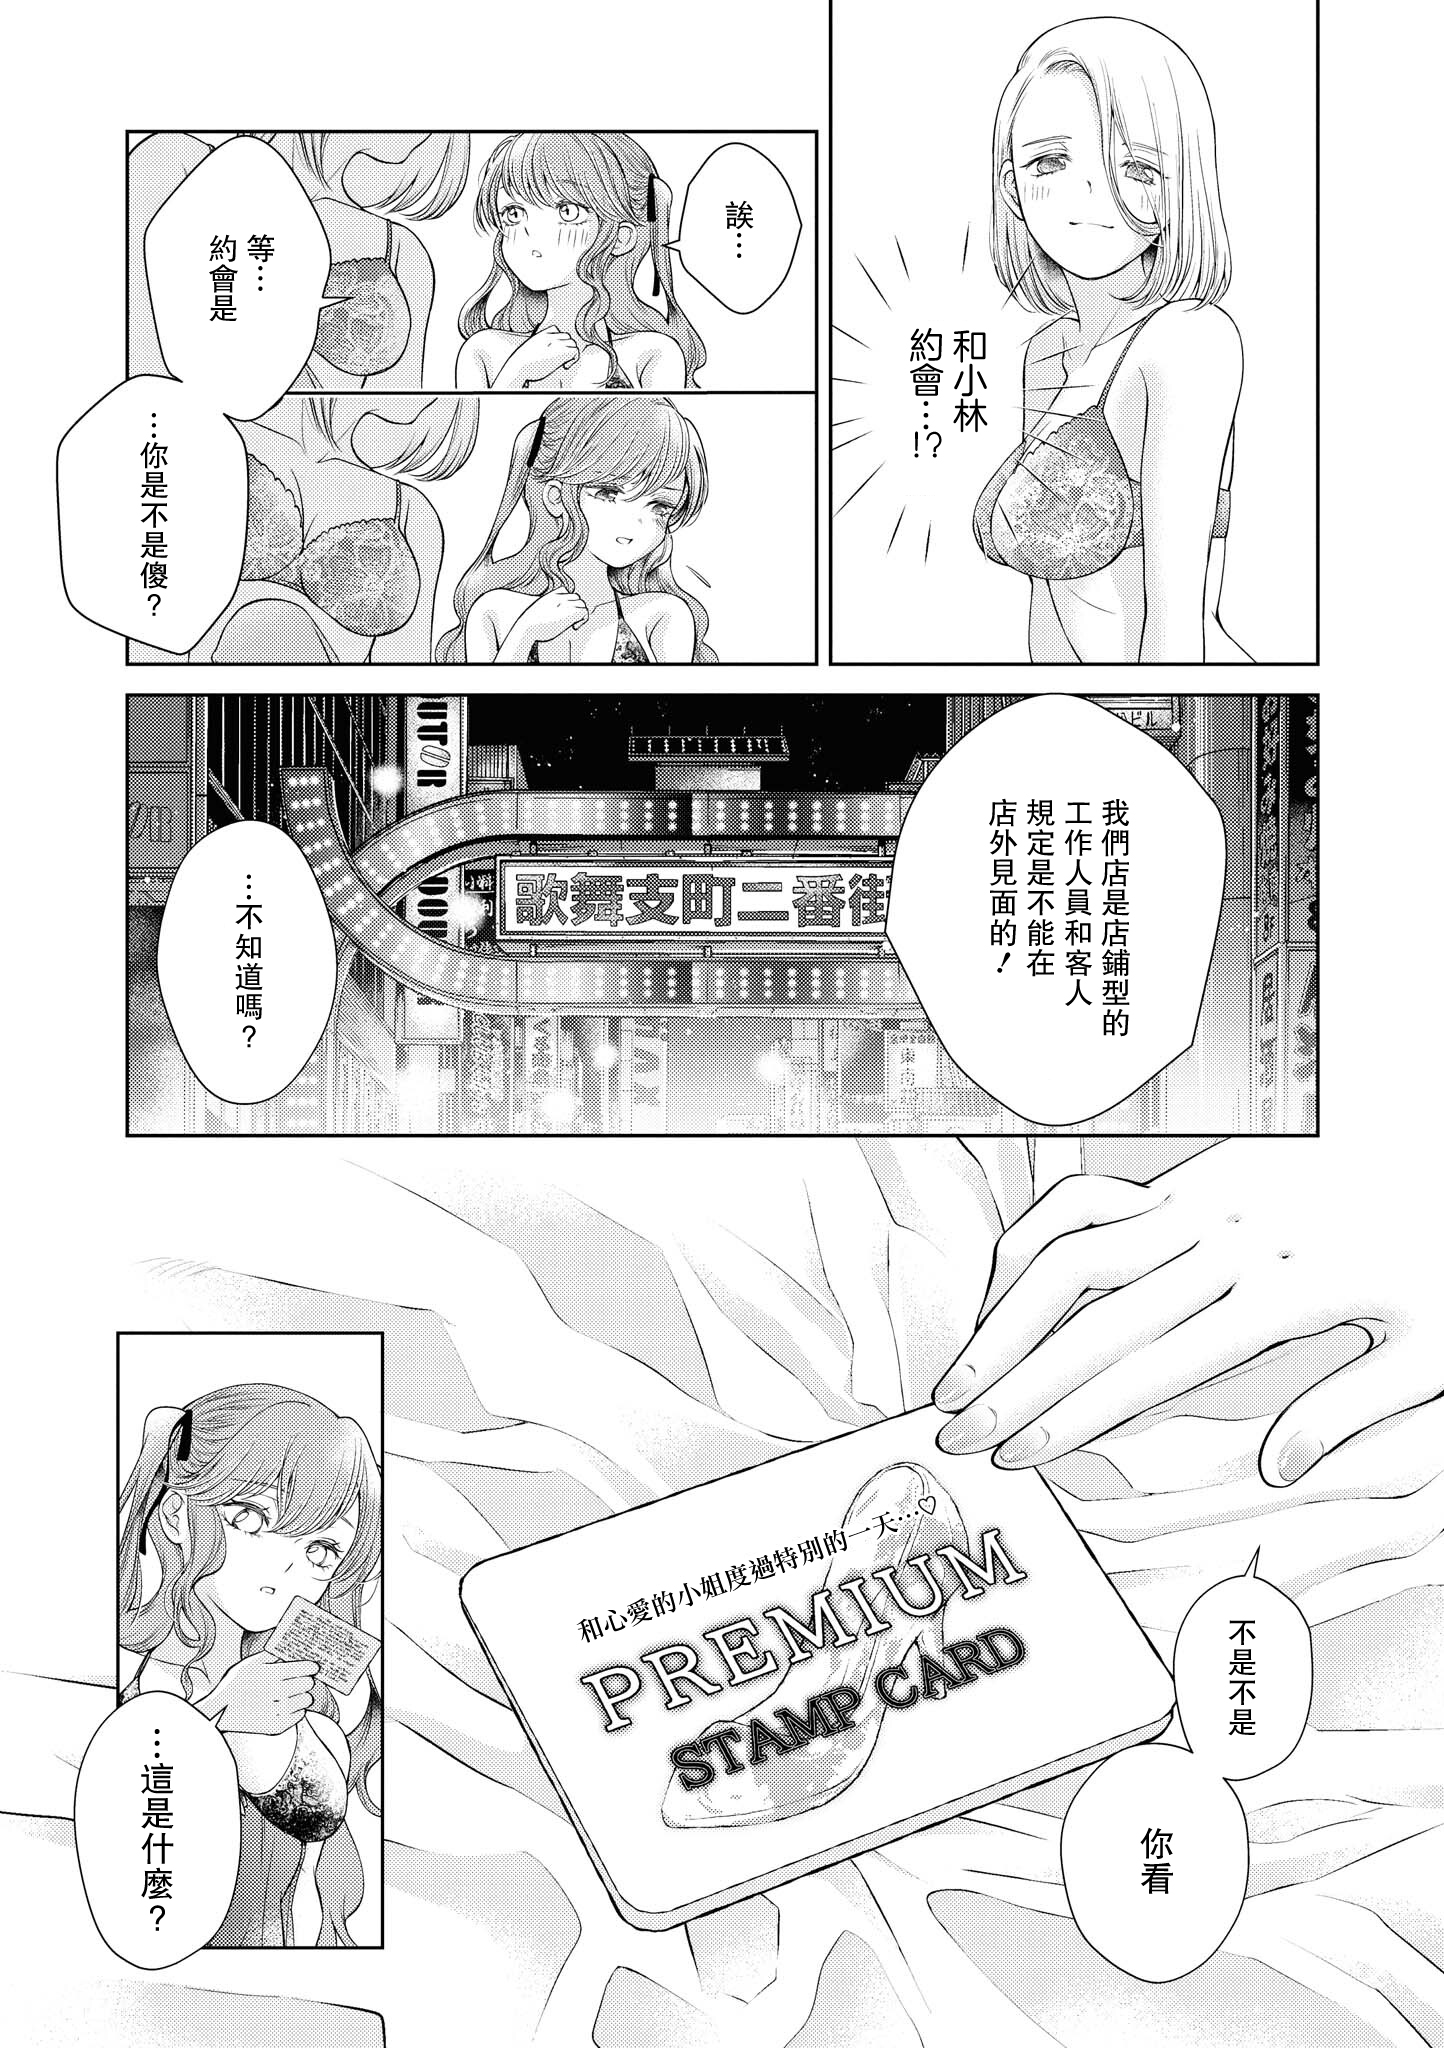 和小林
約會…!?
誒…
等…
約會是
…你是不是傻？
我們店是店鋪型的
工作人員和客人
規定是不能在
店外見面的！
ビル
歌舞支町二番街
…不知道嗎？
不是不是
你看
和心愛的小姐度過特別的一天…♡
PREMIUM
STAMP CARD
…這是什麼？